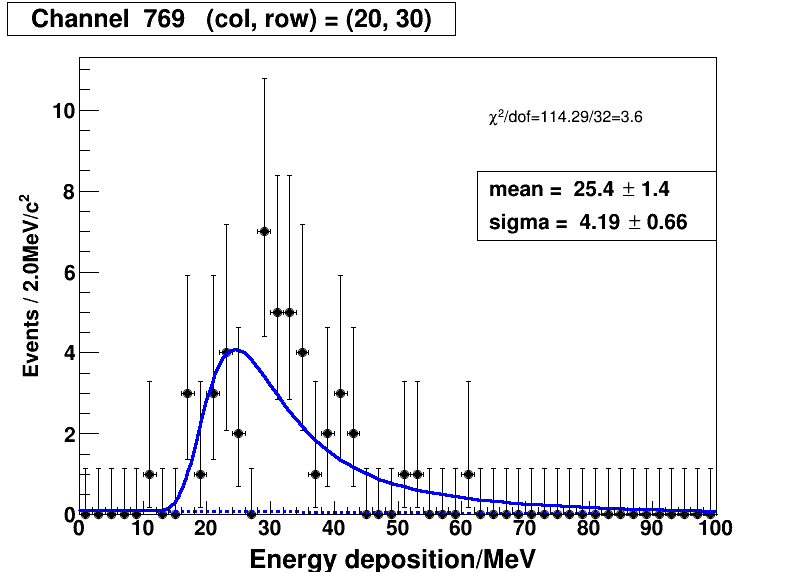 Channel 769 (col, row) = (20, 30)
χ²/dof=114.29/32=3.6
mean = 25.4 ± 1.4
sigma = 4.19 ± 0.66
Events / 2.0MeV/c²
10
8
6
4
2
0
0 10 20 30 40 50 60 70 80 90 100
Energy deposition/MeV